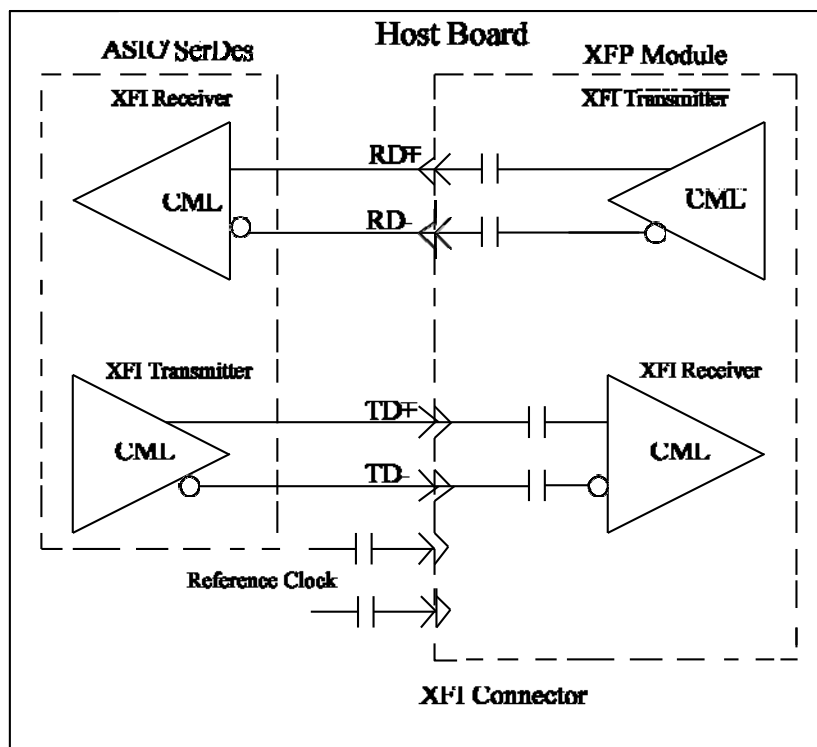 Host Board
ASIC/SerDes
XFP Module
XFI Receiver
XFI Transmitter
RD+
CML
CML
RD-
XFI Transmitter
XFI Receiver
TD+
CML
CML
TD-
Reference Clock
XFI Connector